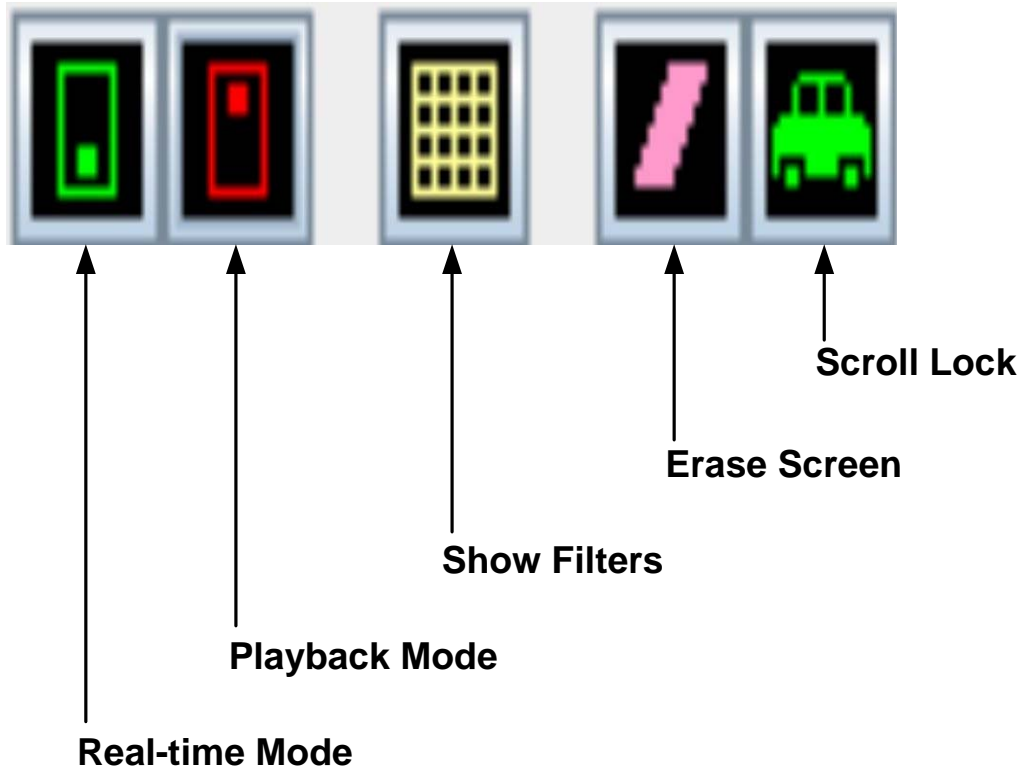 Scroll Lock
Erase Screen
Show Filters
Playback Mode
Real-time Mode